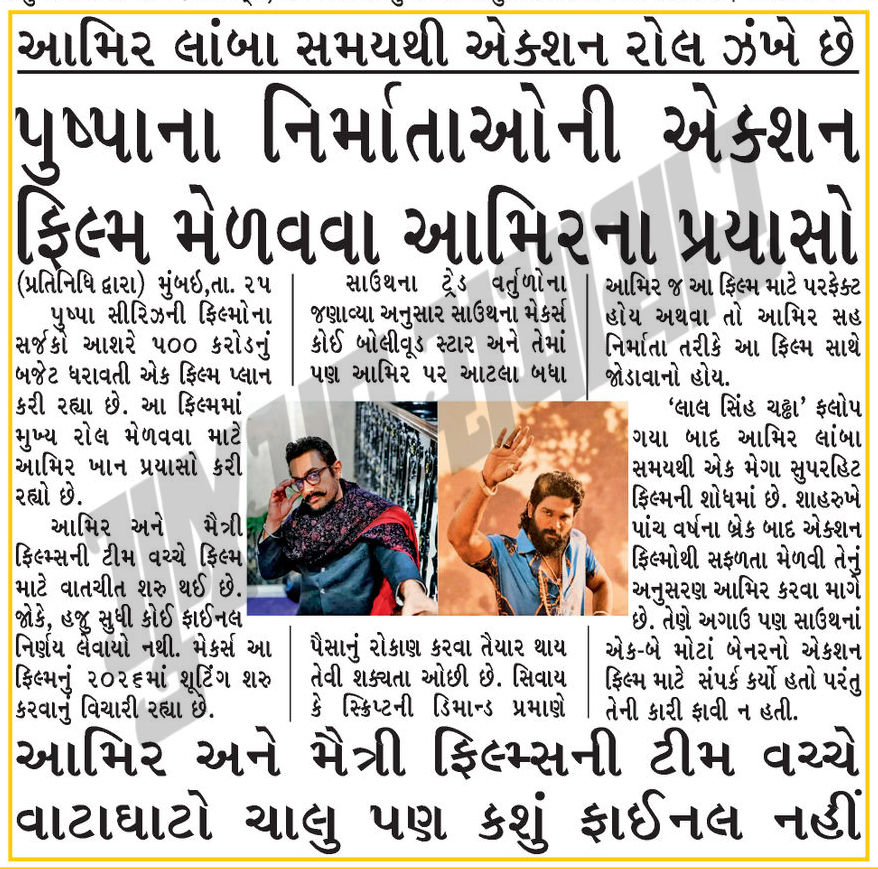 આમિર લાંબા સમયથી એક્શન રોલ ઝંખે છે
પુષ્પાના નિર્માતાઓની એક્શન
ફિલ્મ મેળવવા આમિરના પ્રયાસો
(પ્રતિનિધિ દ્વારા) મુંબઇ,તા. ૨૫
પુષ્પા સીરિઝની ફિલ્મોના
સર્જકો આશરે ૫૦૦ કરોડનું
બજેટ ધરાવતી એક ફિલ્મ પ્લાન
કરી રહ્યા છે. આ ફિલ્મમાં
મુખ્ય રોલ મેળવવા માટે
આમિર ખાન પ્રયાસો કરી
રહ્યો છે.
આમિર અને મૈત્રી
ફિલ્મ્સની ટીમ વચ્ચે ફિલ્મ
માટે વાતચીત શરુ થઈ છે.
જોકે, હજુ સુધી કોઈ ફાઈનલ
નિર્ણય લેવાયો નથી. મેકર્સ આ
ફિલ્મનું ૨૦૨૬માં શૂટિંગ શરુ
કરવાનું વિચારી રહ્યા છે.
સાઉથના ટ્રેડ વર્તુળોના
જણાવ્યા અનુસાર સાઉથના મેકર્સ
કોઈ બોલીવૂડ સ્ટાર અને તેમાં
પણ આમિર પર આટલા બધા
પૈસાનું રોકાણ કરવા તૈયાર થાય
તેવી શક્યતા ઓછી છે. સિવાય
કે સ્ક્રિપ્ટની ડિમાન્ડ પ્રમાણે
આમિર જ આ ફિલ્મ માટે પરફેક્ટ
હોય અથવા તો આમિર સહ
નિર્માતા તરીકે આ ફિલ્મ સાથે
જોડાવાનો હોય.
'લાલ સિંહ ચઢ્ઢા' ફલોપ
ગયા બાદ આમિર લાંબા
સમયથી એક મેગા સુપરહિટ
ફિલ્મની શોધમાં છે. શાહરુખે
પાંચ વર્ષના બ્રેક બાદ એક્શન
ફિલ્મોથી સફળતા મેળવી તેનું
અનુસરણ આમિર કરવા માગે
છે. તેણે અગાઉ પણ સાઉથનાં
એક-બે મોટાં બેનરનો એકશન
ફિલ્મ માટે સંપર્ક કર્યો હતો પરંતુ
તેની કારી ફાવી ન હતી.
આમિર અને મૈત્રી ફિલ્મ્સની ટીમ વચ્ચે
વાટાઘાટો ચાલુ પણ કશું ફાઈનલ નહીં
ગુજરાત સમાચાર